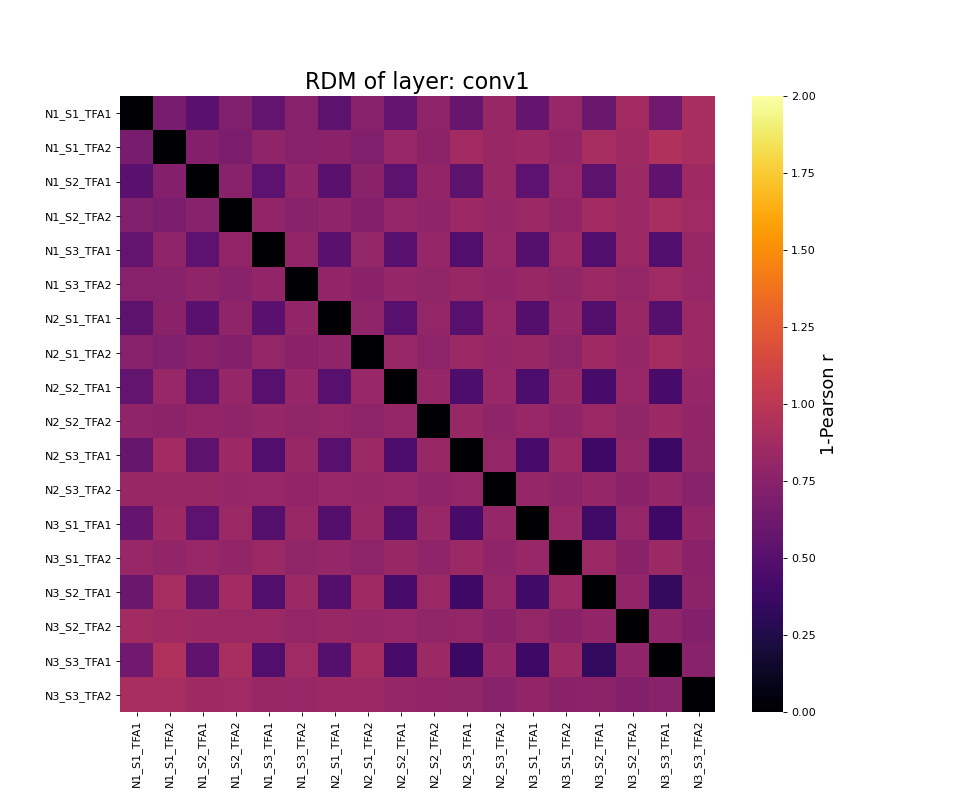 RDM of layer: conv1
N1_S1_TFA1
N1_S1_TFA2
N1_S2_TFA1
N1_S2_TFA2
N1_S3_TFA1
N1_S3_TFA2
N2_S1_TFA1
N2_S1_TFA2
N2_S2_TFA1
N2_S2_TFA2
N2_S3_TFA1
N2_S3_TFA2
N3_S1_TFA1
N3_S1_TFA2
N3_S2_TFA1
N3_S2_TFA2
N3_S3_TFA1
N3_S3_TFA2
N1_S1_TFA1
N1_S1_TFA2
N1_S2_TFA1
N1_S2_TFA2
N1_S3_TFA1
N1_S3_TFA2
N2_S1_TFA1
N2_S1_TFA2
N2_S2_TFA1
N2_S2_TFA2
N2_S3_TFA1
N2_S3_TFA2
N3_S1_TFA1
N3_S1_TFA2
N3_S2_TFA1
N3_S2_TFA2
N3_S3_TFA1
N3_S3_TFA2
2.00
1.75
1.50
1.25
1.00
0.75
0.50
0.25
0.00
1-Pearson r